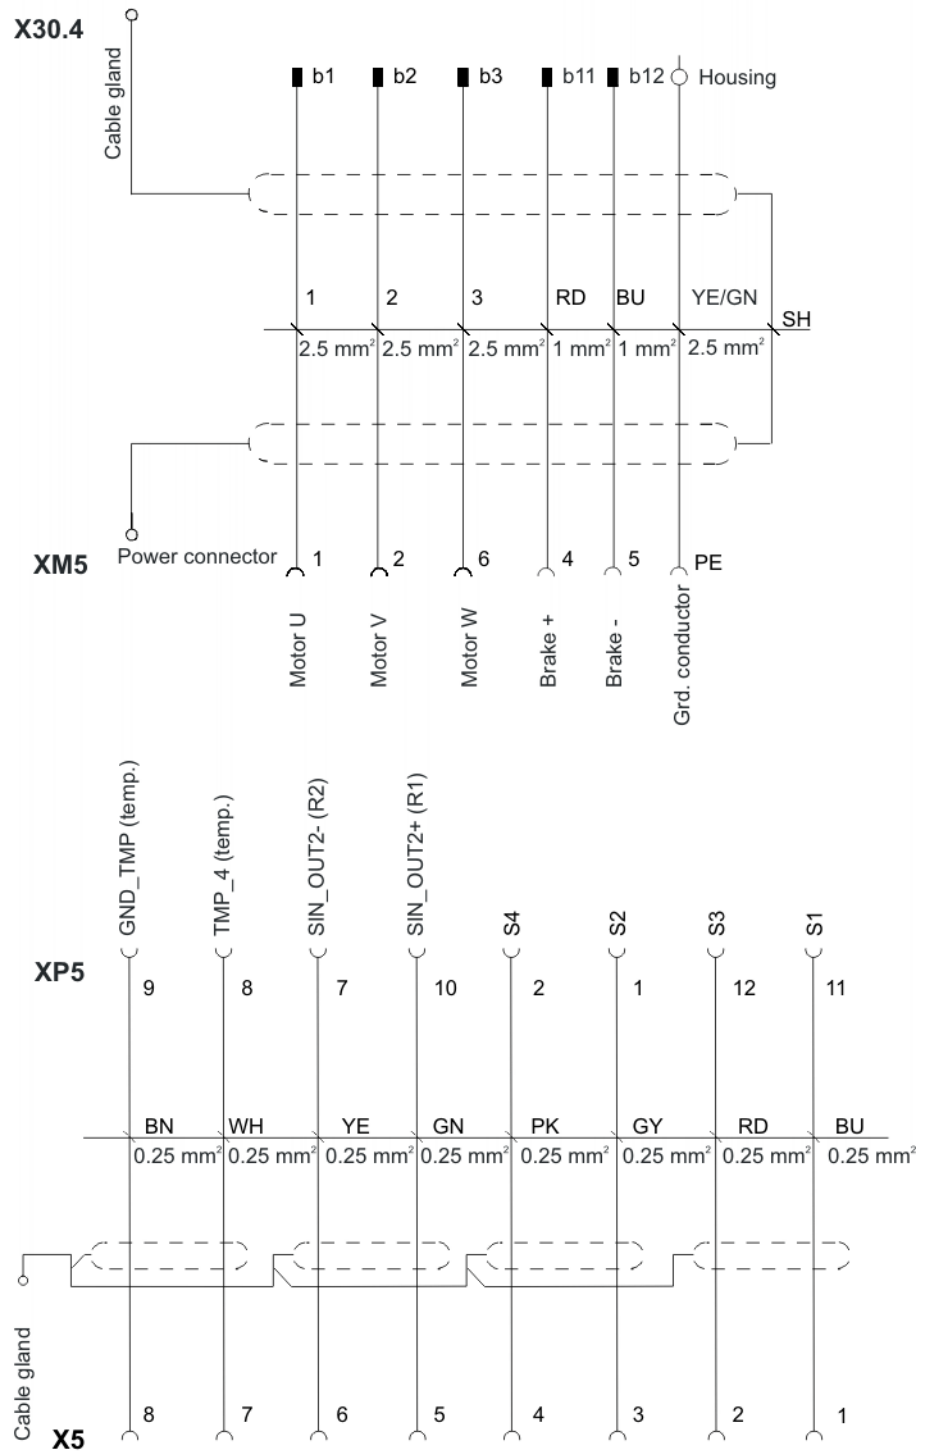 X30.4
Cable gland
b1 b2 b3 b11 b12 Housing
1 2 3 RD BU YE/GN
SH
2.5 mm² 2.5 mm² 2.5 mm² 1 mm² 1 mm² 2.5 mm²
XM5
Power connector
1 2 6 4 5 PE
Motor U
Motor V
Motor W
Brake +
Brake -
Grd. conductor
GND_TMP (temp.)
TMP_4 (temp.)
SIN_OUT2- (R2)
SIN_OUT2+ (R1)
S4
S2
S3
S1
XP5
9 8 7 10 2 1 12 11
BN WH YE GN PK GY RD BU
0.25 mm² 0.25 mm² 0.25 mm² 0.25 mm² 0.25 mm² 0.25 mm² 0.25 mm² 0.25 mm²
Cable gland
8 7 6 5 4 3 2 1
X5